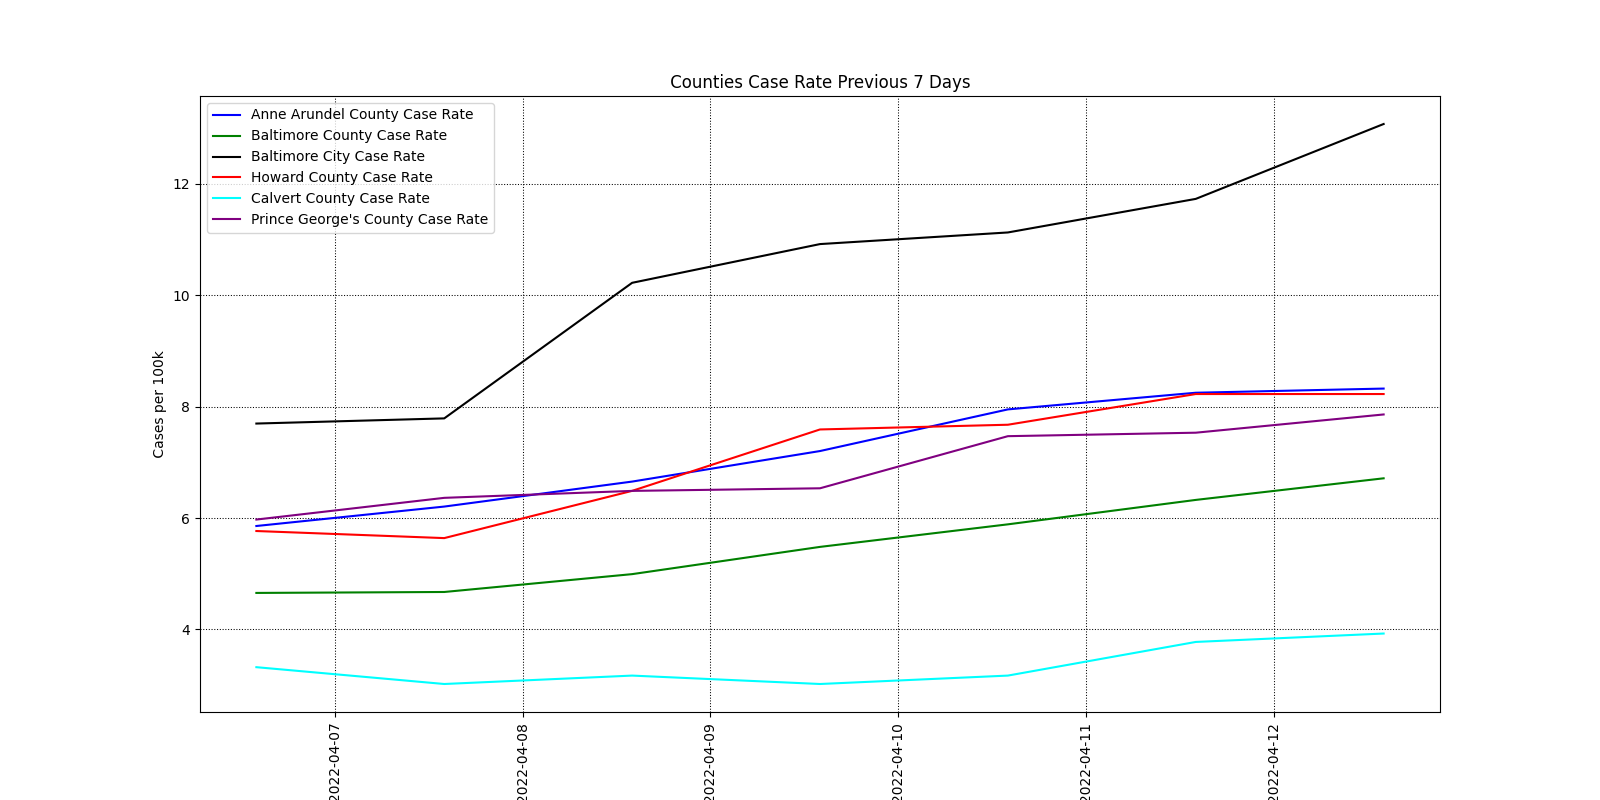 Counties Case Rate Previous 7 Days
Anne Arundel County Case Rate
Baltimore County Case Rate
Baltimore City Case Rate
Howard County Case Rate
Calvert County Case Rate
Prince George's County Case Rate
Cases per 100k
12
10
8
6
4
2022-04-07
2022-04-08
2022-04-09
2022-04-10
2022-04-11
2022-04-12